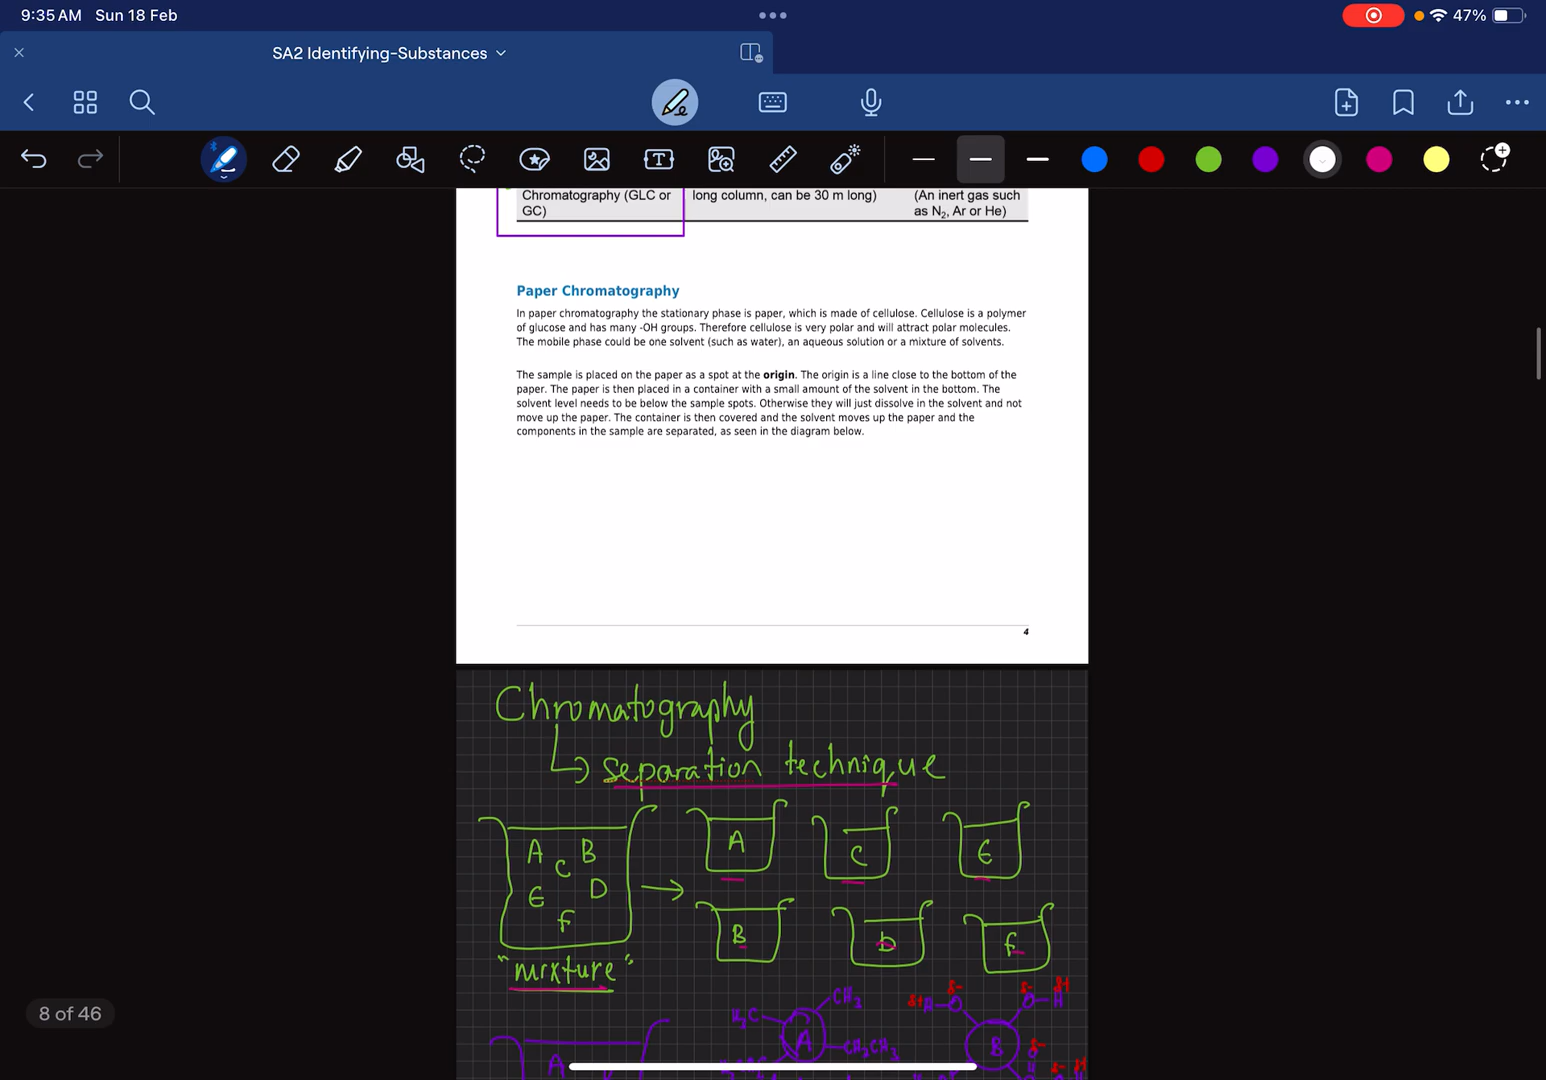 9:35 AM Sun 18 Feb
47%
SA2 Identifying-Substances
Chromatography (GLC or long column, can be 30 m long) (An inert gas such
GC) as N₂, Ar or He)
Paper Chromatography
In paper chromatography the stationary phase is paper, which is made of cellulose. Cellulose is a polymer
of glucose and has many -OH groups. Therefore cellulose is very polar and will attract polar molecules.
The mobile phase could be one solvent (such as water), an aqueous solution or a mixture of solvents.
The sample is placed on the paper as a spot at the origin. The origin is a line close to the bottom of the
paper. The paper is then placed in a container with a small amount of the solvent in the bottom. The
solvent level needs to be below the sample spots. Otherwise they will just dissolve in the solvent and not
move up the paper. The container is then covered and the solvent moves up the paper and the
components in the sample are separated, as seen in the diagram below.
4
Chromatography
separation technique
A B
C
E D
F
"mixture"
A C E
B D F
CH₃
H₃C
A
CH₂CH₃
δ+ H-O δ-
δ- O-H δ+
B
δ-
δ- δ+
A
8 of 46